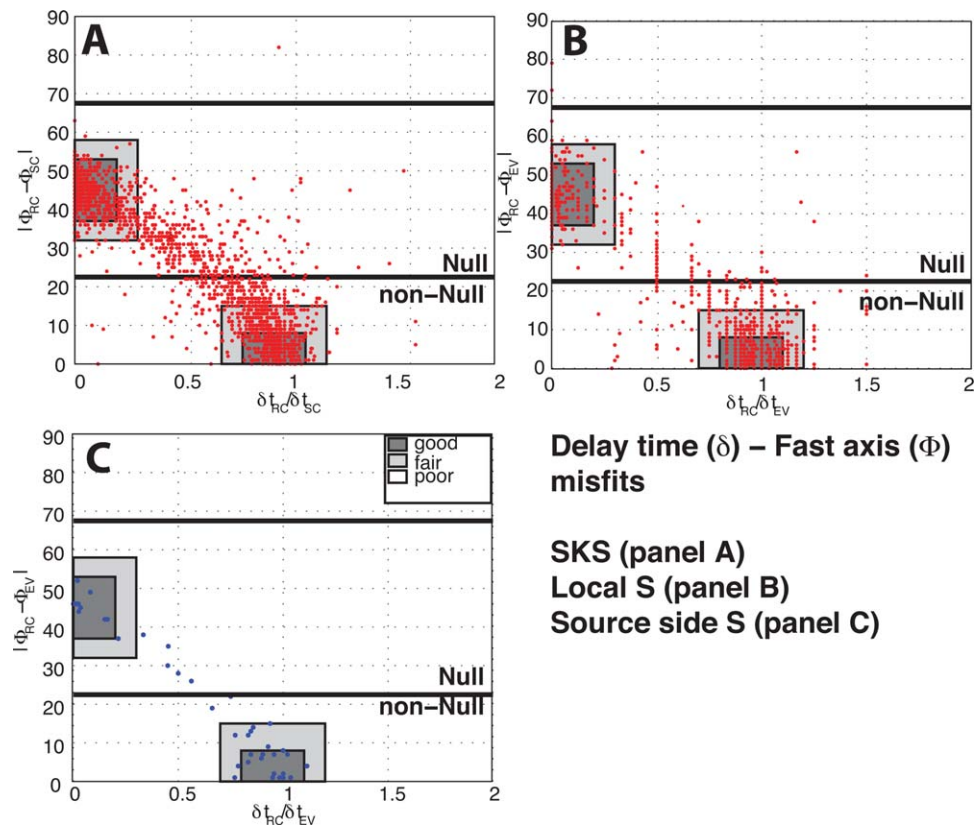 A
90
80
70
60
50
40
30
20
10
0
|Φ_RC−Φ_SC|
Null
non−Null
0
0.5
1
1.5
2
δt_RC/δt_SC
B
90
80
70
60
50
40
30
20
10
0
|Φ_RC−Φ_EV|
Null
non−Null
0
0.5
1
1.5
2
δt_RC/δt_EV
C
good
fair
poor
90
80
70
60
50
40
30
20
10
0
|Φ_RC−Φ_EV|
Null
non−Null
0
0.5
1
1.5
2
δt_RC/δt_EV
Delay time (δ) – Fast axis (Φ)
misfits
SKS (panel A)
Local S (panel B)
Source side S (panel C)